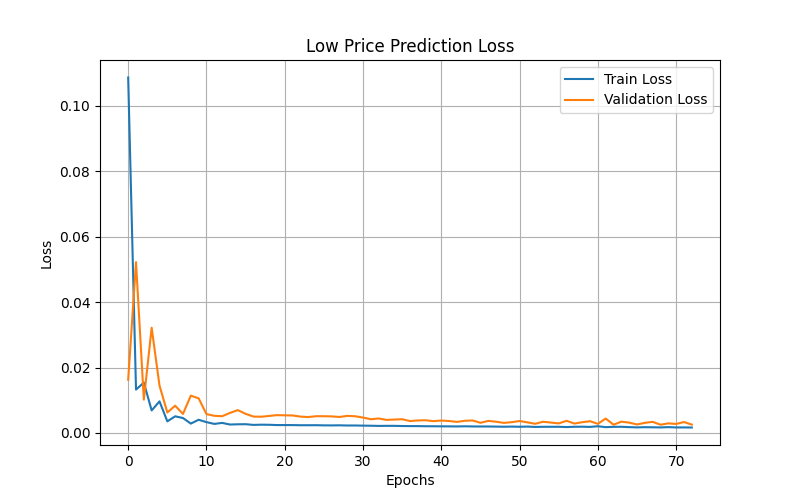 Low Price Prediction Loss
Train Loss
Validation Loss
0.10
0.08
0.06
0.04
0.02
0.00
Loss
0 10 20 30 40 50 60 70
Epochs